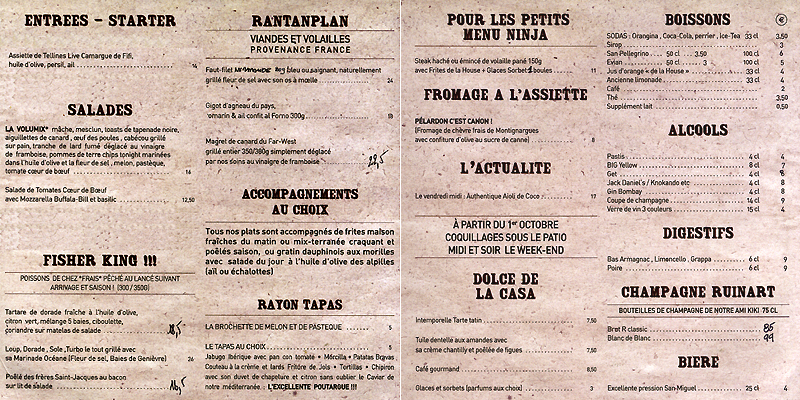 ENTREES - STARTER
Assiette de Tellines Live Camargue de Fifi,
huile d'olive, persil, ail 14
SALADES
LA VOLUMIX* mâche, mesclun, toasts de tapenade noire,
aiguillettes de canard, œuf des poules, cabécou grillé
sur pain, tranche de lard fumé déglacé au vinaigre
de framboise, pommes de terre chips tonight marinées
dans l'huile d'olive et la fleur de sel, melon, pastèque,
tomate cœur de bœuf 16
Salade de Tomates Cœur de Bœuf
avec Mozzarella Buffala-Bill et basilic 12,50
FISHER KING !!!
POISSONS DE CHEZ "FRAIS" PÊCHÉ AU LANCÉ SUIVANT
ARRIVAGE ET SAISON ! (300 / 350G)
Tartare de dorade fraîche à l'huile d'olive,
citron vert, mélange 5 baies, ciboulette,
coriandre sur matelas de salade 18,5
Loup, Dorade, Sole, Turbo le tout grillé avec
sa Marinade Océane (Fleur de sel, Baies de Genièvre) 26
Poêlé des frères Saint-Jacques au bacon
sur lit de salade 16,5
RANTANPLAN
VIANDES ET VOLAILLES
PROVENANCE FRANCE
Faux-filet bleu ou saignant, naturellement
grillé fleur de sel avec son os à moelle 24
Gigot d'agneau du pays,
romarin & ail confit al Forno 300g 18
Magret de canard du Far-West
grillé entier 350/380g simplement déglacé
par nos soins au vinaigre de framboise 22,5
ACCOMPAGNEMENTS
AU CHOIX
Tous nos plats sont accompagnés de frites maison
fraîches du matin ou mix-terranée craquant et
poêlés saison, ou gratin dauphinois aux morilles
avec salade du jour à l'huile d'olive des alpilles
(ail ou échalottes)
RAYON TAPAS
LA BROCHETTE DE MELON ET DE PASTEQUE 5
LE TAPAS AU CHOIX 5
Jabugo Ibérique avec pan con tomate • Morcilla • Patatas Bravas
Couteau à la crème et lards Fritôre de Jols • Tortillas • Chipiron
avec son duvet de chapelure et citron sans oublier le Caviar de
notre méditerranée : L'EXCELLENTE POUTARGUE !!!
POUR LES PETITS
MENU NINJA
Steak haché ou émincé de volaille pané 150g
avec Frites de la House + Glaces Sorbet 2 boules 11
FROMAGE A L'ASSIETTE
PÉLARDON C'EST CANON !
(Fromage de chèvre frais de Montignargues
avec confiture d'olive au sucre de canne) 8
L'ACTUALITE
Le vendredi midi : Authentique Aioli de Coco 17
À PARTIR DU 1er OCTOBRE
COQUILLAGES SOUS LE PATIO
MIDI ET SOIR LE WEEK-END
DOLCE DE
LA CASA
Intemporelle Tarte tatin 7,50
Tuile dentelle aux amandes avec
sa crème chantilly et poêlée de figues 7,50
Café gourmand 8,50
Glaces et sorbets (parfums aux choix) 3
BOISSONS €
SODAS : Orangina, Coca-Cola, perrier, Ice-Tea 33 cl 3,50
Sirop 3
San Pellegrino 50 cl 3,50 100 cl 6
Evian 50 cl 3 100 cl 5
Jus d'orange « de la House » 33 cl 4
Ancienne limonade 33 cl 4
Café 2
Thé 3,50
Supplément lait 0,50
ALCOOLS
Pastis 4 cl 4
BIG Yellow 8 cl 7
Get 4 cl 8
Jack Daniel's / Knokando etc 4 cl 8
Gin Bombay 4 cl 8
Coupe de champagne 14 cl 9
Verre de vin 3 couleurs 15 cl 4
DIGESTIFS
Bas Armagnac, Limoncello, Grappa 6 cl 9
Poire 6 cl 9
CHAMPAGNE RUINART
BOUTEILLES DE CHAMPAGNE DE NOTRE AMI KIKI 75 CL
Brut R classic 85
Blanc de Blanc 99
BIERE
Excellente pression San-Miguel 25 cl 4